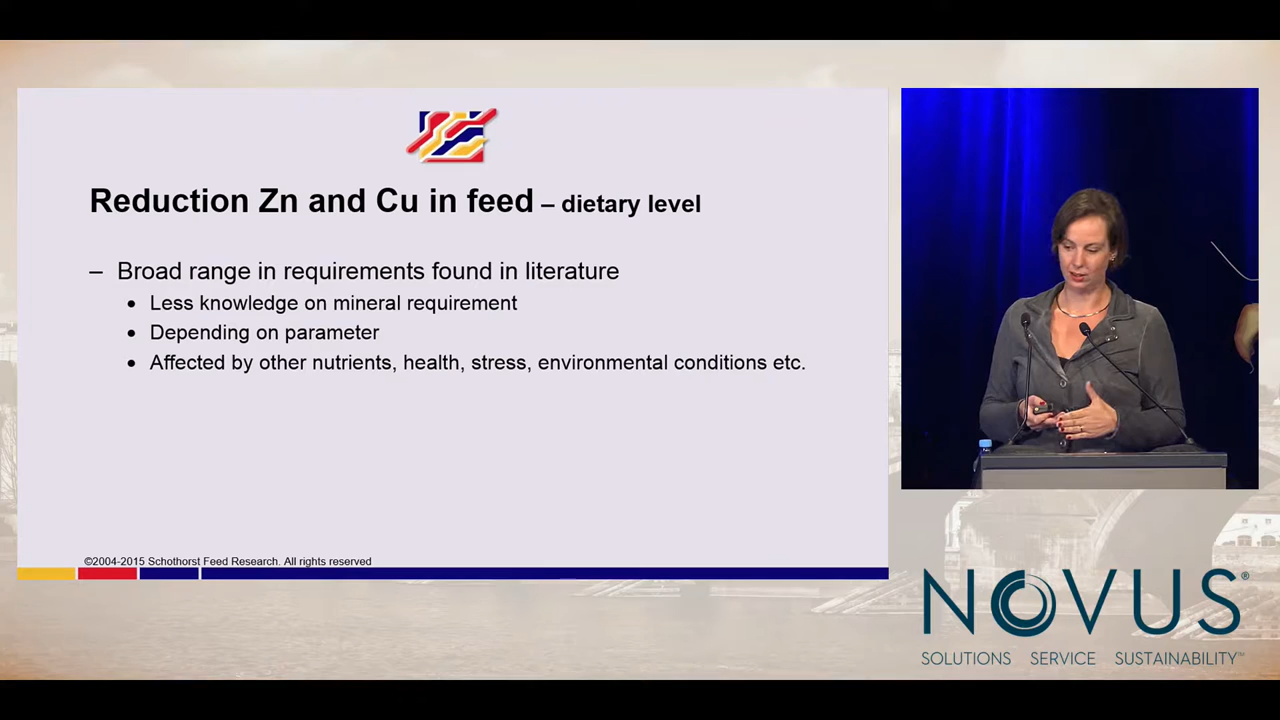 Reduction Zn and Cu in feed – dietary level
– Broad range in requirements found in literature
• Less knowledge on mineral requirement
• Depending on parameter
• Affected by other nutrients, health, stress, environmental conditions etc.
©2004-2015 Schothorst Feed Research. All rights reserved
NOVUS®
SOLUTIONS SERVICE SUSTAINABILITY™